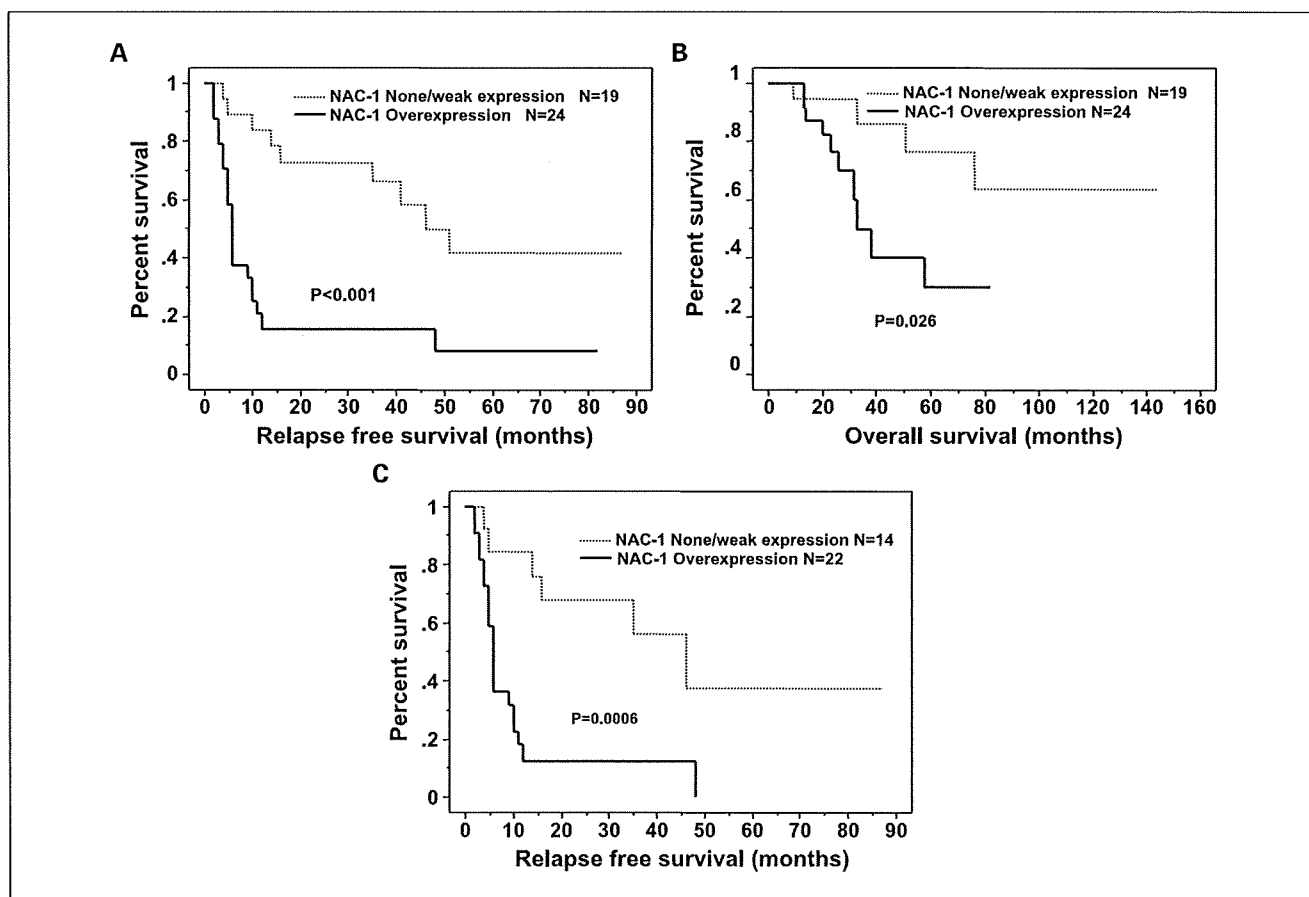 A
NAC-1 None/weak expression N=19
NAC-1 Overexpression N=24
P<0.001
Percent survival
1
.8
.6
.4
.2
0
0 10 20 30 40 50 60 70 80 90
Relapse free survival (months)
B
NAC-1 None/weak expression N=19
NAC-1 Overexpression N=24
P=0.026
Percent survival
1
.8
.6
.4
.2
0
0 20 40 60 80 100 120 140 160
Overall survival (months)
C
NAC-1 None/weak expression N=14
NAC-1 Overexpression N=22
P=0.0006
Percent survival
1
.8
.6
.4
.2
0
0 10 20 30 40 50 60 70 80 90
Relapse free survival (months)